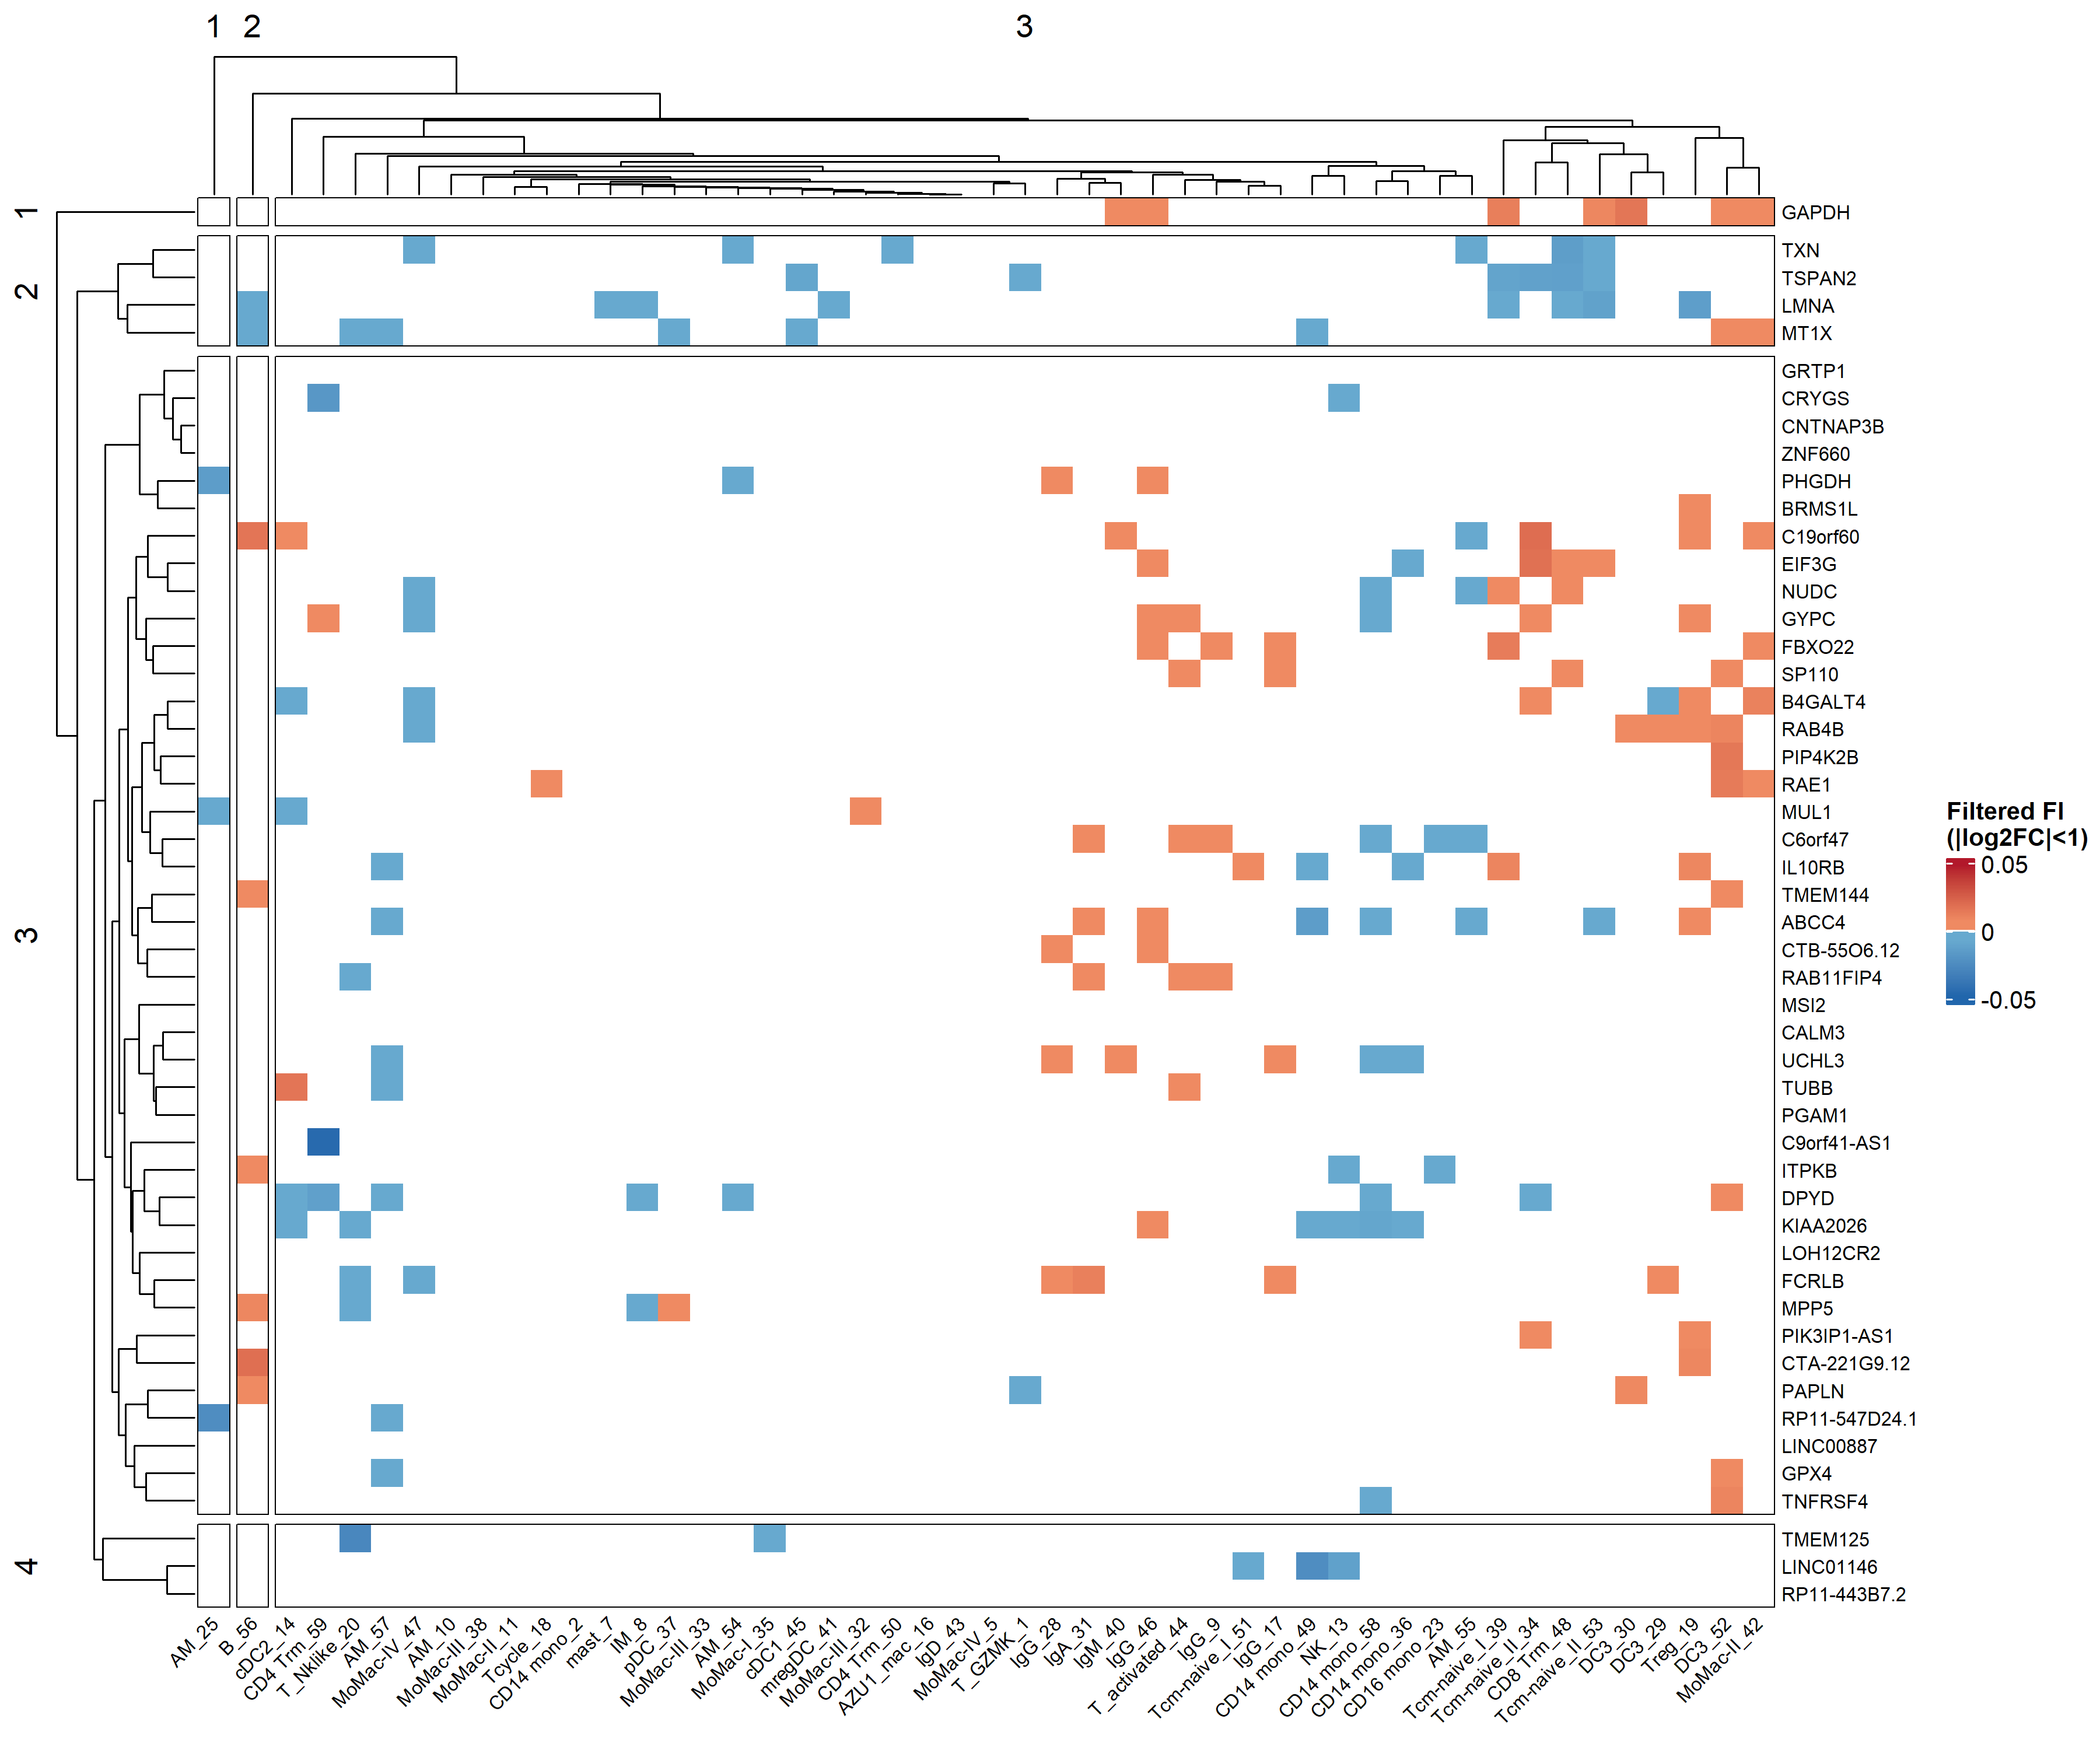 1 2 3
1
2
3
4
GAPDH
TXN
TSPAN2
LMNA
MT1X
GRTP1
CRYGS
CNTNAP3B
ZNF660
PHGDH
BRMS1L
C19orf60
EIF3G
NUDC
GYPC
FBXO22
SP110
B4GALT4
RAB4B
PIP4K2B
RAE1
MUL1
C6orf47
IL10RB
TMEM144
ABCC4
CTB-55O6.12
RAB11FIP4
MSI2
CALM3
UCHL3
TUBB
PGAM1
C9orf41-AS1
ITPKB
DPYD
KIAA2026
LOH12CR2
FCRLB
MPP5
PIK3IP1-AS1
CTA-221G9.12
PAPLN
RP11-547D24.1
LINC00887
GPX4
TNFRSF4
TMEM125
LINC01146
RP11-443B7.2
AM_25
B_56
cDC2_14
CD4 Trm_59
T_Nklike_20
AM_57
MoMac-IV_47
AM_10
MoMac-III_38
MoMac-II_11
Tcycle_18
CD14 mono_2
mast_7
IM_8
pDC_37
MoMac-III_33
AM_54
MoMac-I_35
cDC1_45
mregDC_41
MoMac-III_32
CD4 Trm_50
AZU1_mac_16
IgD_43
MoMac-IV_5
T_GZMK_1
IgG_28
IgA_31
IgM_40
IgG_46
T_activated_44
IgG_9
Tcm-naive_I_51
IgG_17
CD14 mono_49
NK_13
CD14 mono_58
CD14 mono_36
CD16 mono_23
AM_55
Tcm-naive_I_39
Tcm-naive_II_34
CD8 Trm_48
Tcm-naive_II_53
DC3_30
DC3_29
Treg_19
DC3_52
MoMac-II_42
Filtered FI
(|log2FC|<1)
0.05
0
-0.05